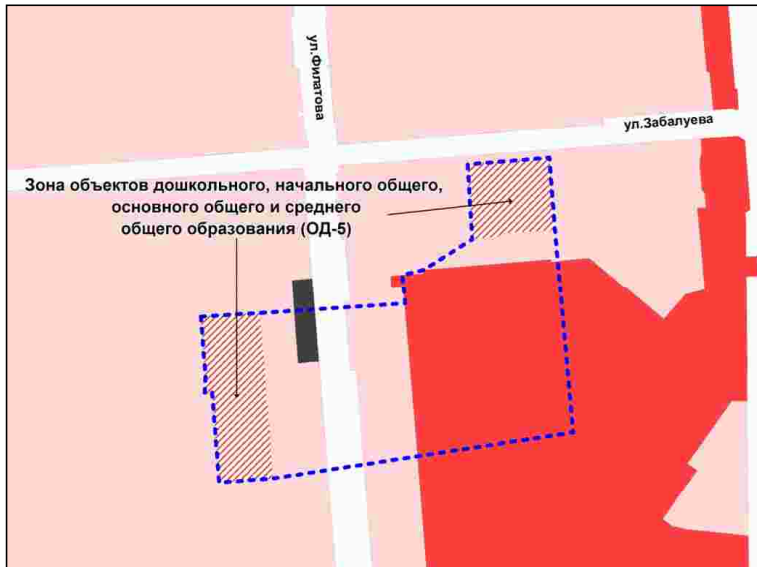 ул.Филатова
ул.Забалуева
Зона объектов дошкольного, начального общего,
основного общего и среднего
общего образования (ОД-5)